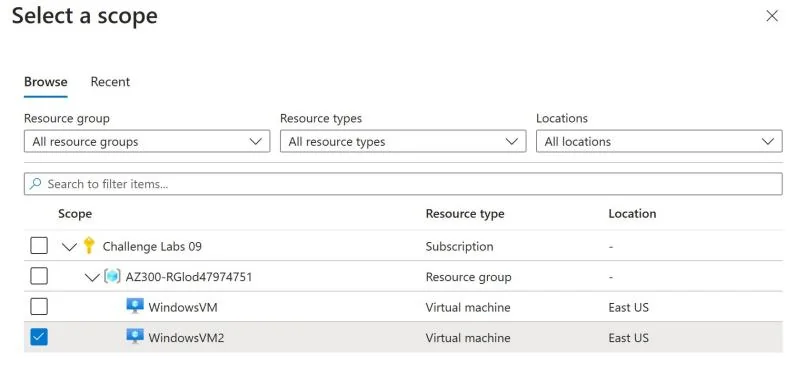 Select a scope
Browse Recent
Resource group Resource types Locations
All resource groups All resource types All locations
Search to filter items...
Scope Resource type Location
Challenge Labs 09 Subscription -
AZ300-RGlod47974751 Resource group -
WindowsVM Virtual machine East US
WindowsVM2 Virtual machine East US